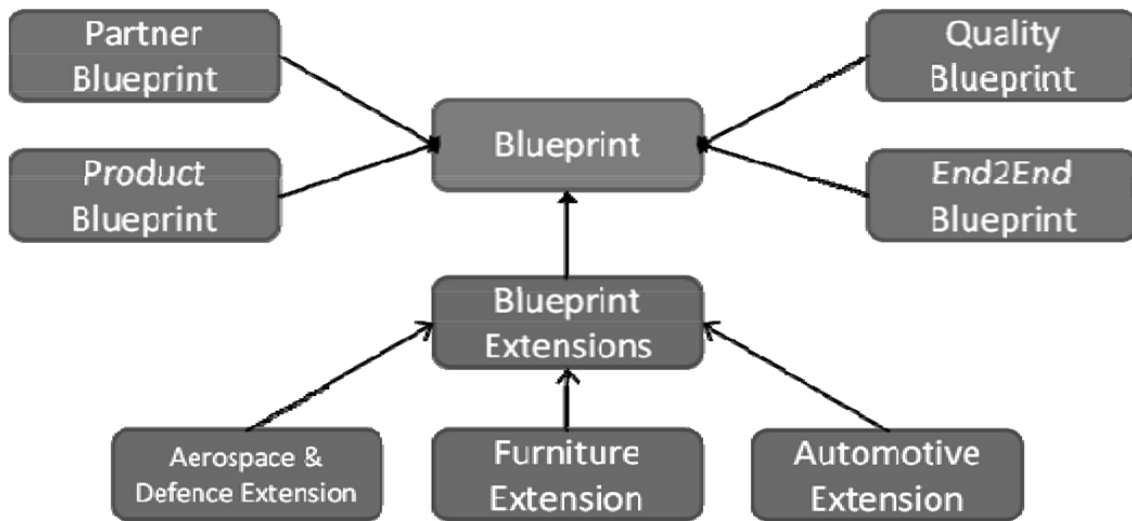 Partner
Blueprint
Quality
Blueprint
Blueprint
Product
Blueprint
End2End
Blueprint
Blueprint
Extensions
Aerospace &
Defence Extension
Furniture
Extension
Automotive
Extension